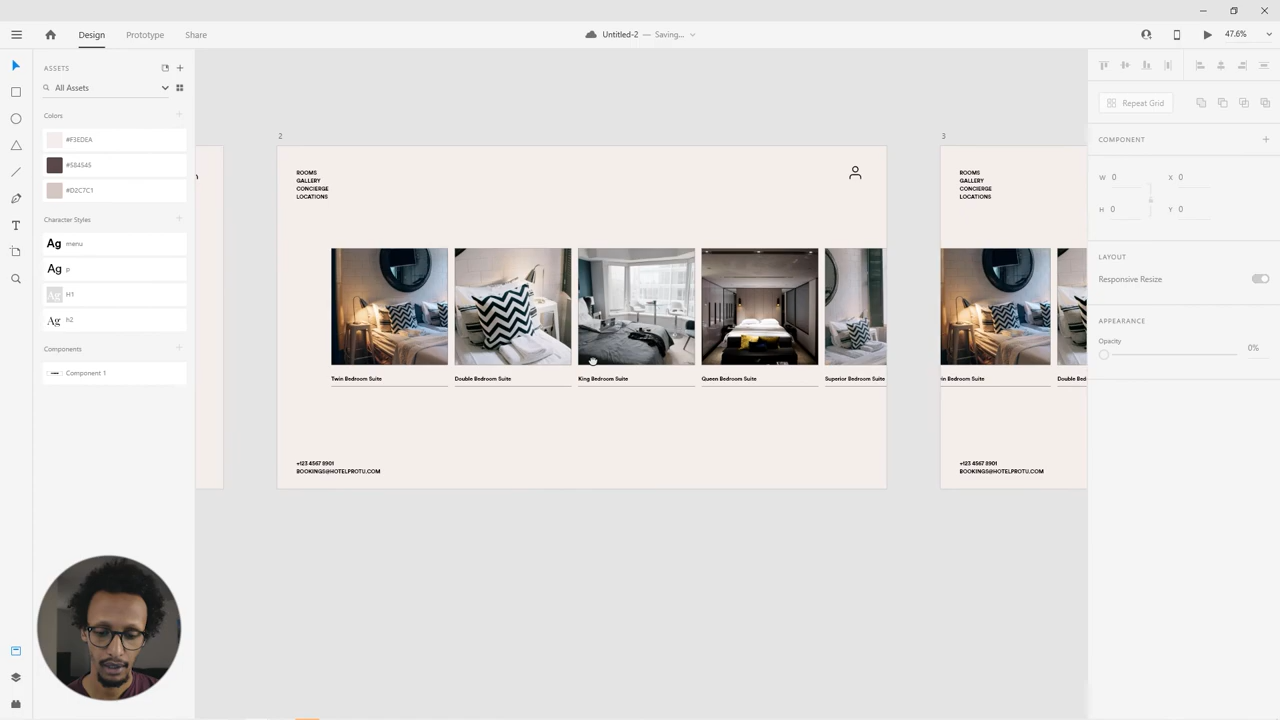 Design
Prototype
Share
Untitled-2 — Saving...
47.6%
ASSETS
All Assets
Colors
#F3EDEA
#584545
#D2C7C1
Character Styles
Ag menu
Ag p
Ag H1
Ag h2
Components
Component 1
2
ROOMS
GALLERY
CONCIERGE
LOCATIONS
Twin Bedroom Suite
Double Bedroom Suite
King Bedroom Suite
Queen Bedroom Suite
Superior Bedroom Suite
+123 4567 8901
BOOKINGS@HOTELPROTU.COM
3
ROOMS
GALLERY
CONCIERGE
LOCATIONS
in Bedroom Suite
Double Bed
+123 4567 8901
BOOKINGS@HOTELPROTU.COM
Repeat Grid
COMPONENT
W 0
X 0
H 0
Y 0
LAYOUT
Responsive Resize
APPEARANCE
Opacity
0%